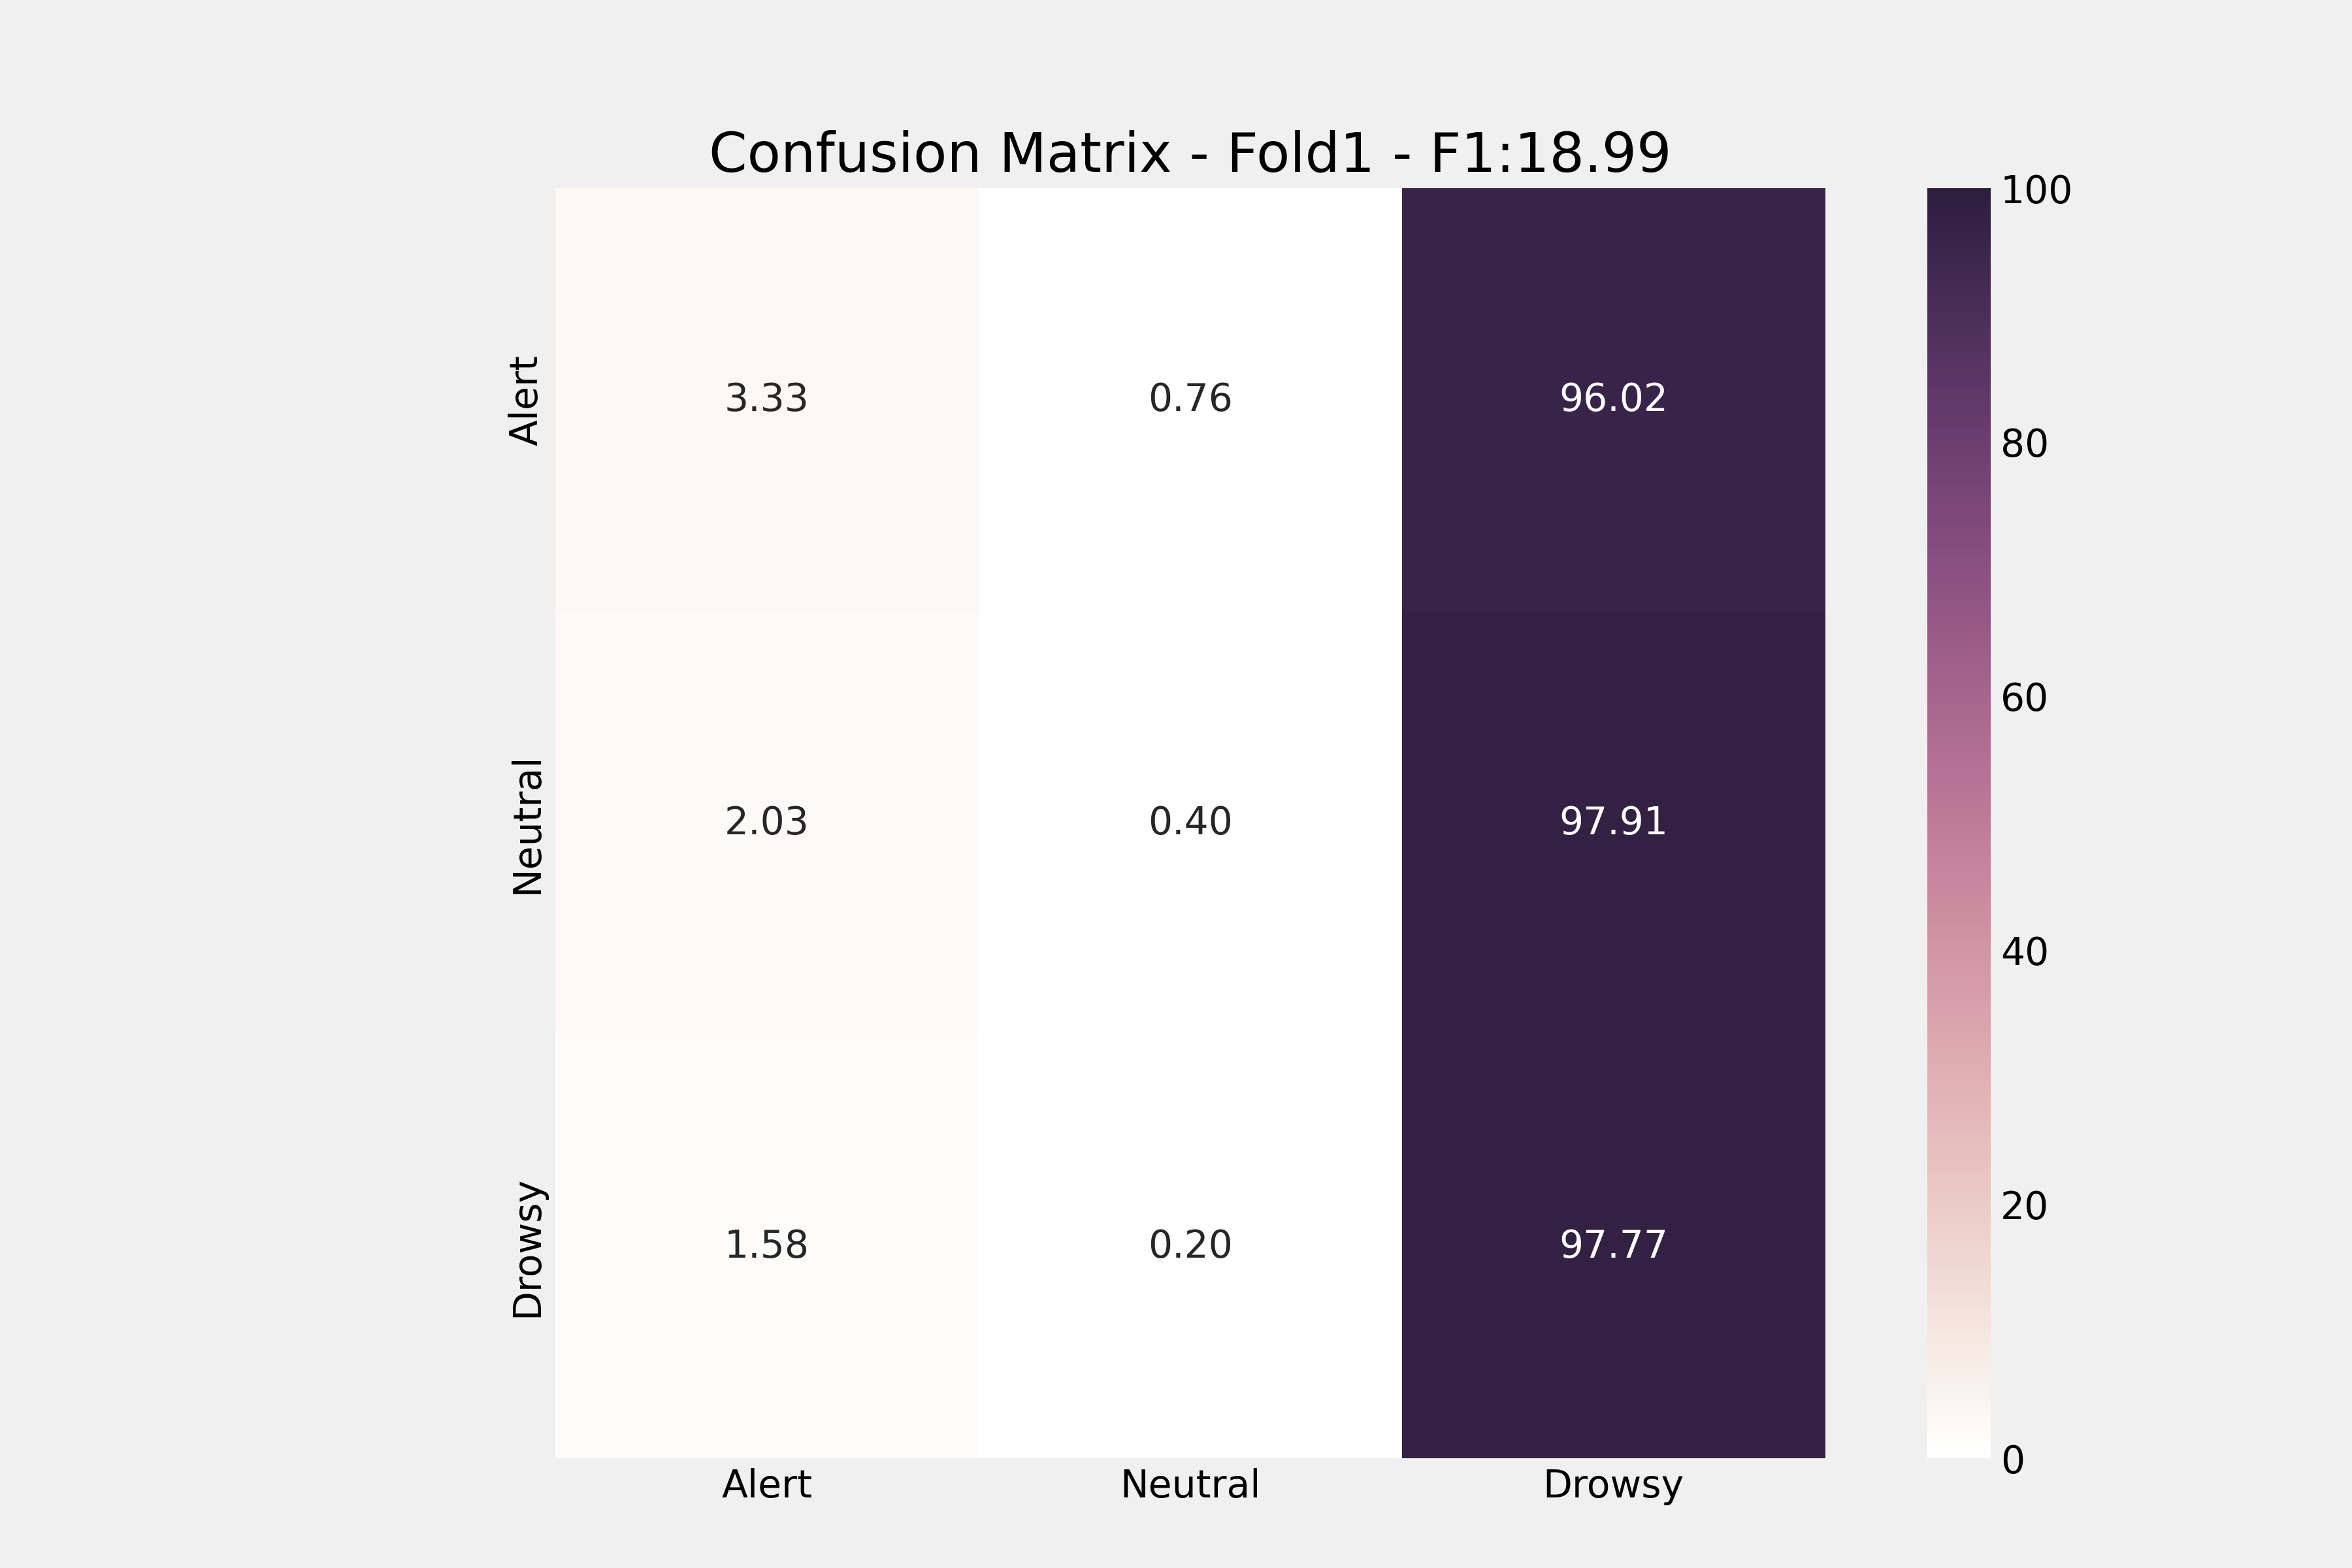 Confusion Matrix - Fold1 - F1:18.99
100
Alert
3.33 0.76 96.02
80
60
Neutral
2.03 0.40 97.91
40
20
Drowsy
1.58 0.20 97.77
0
Alert Neutral Drowsy